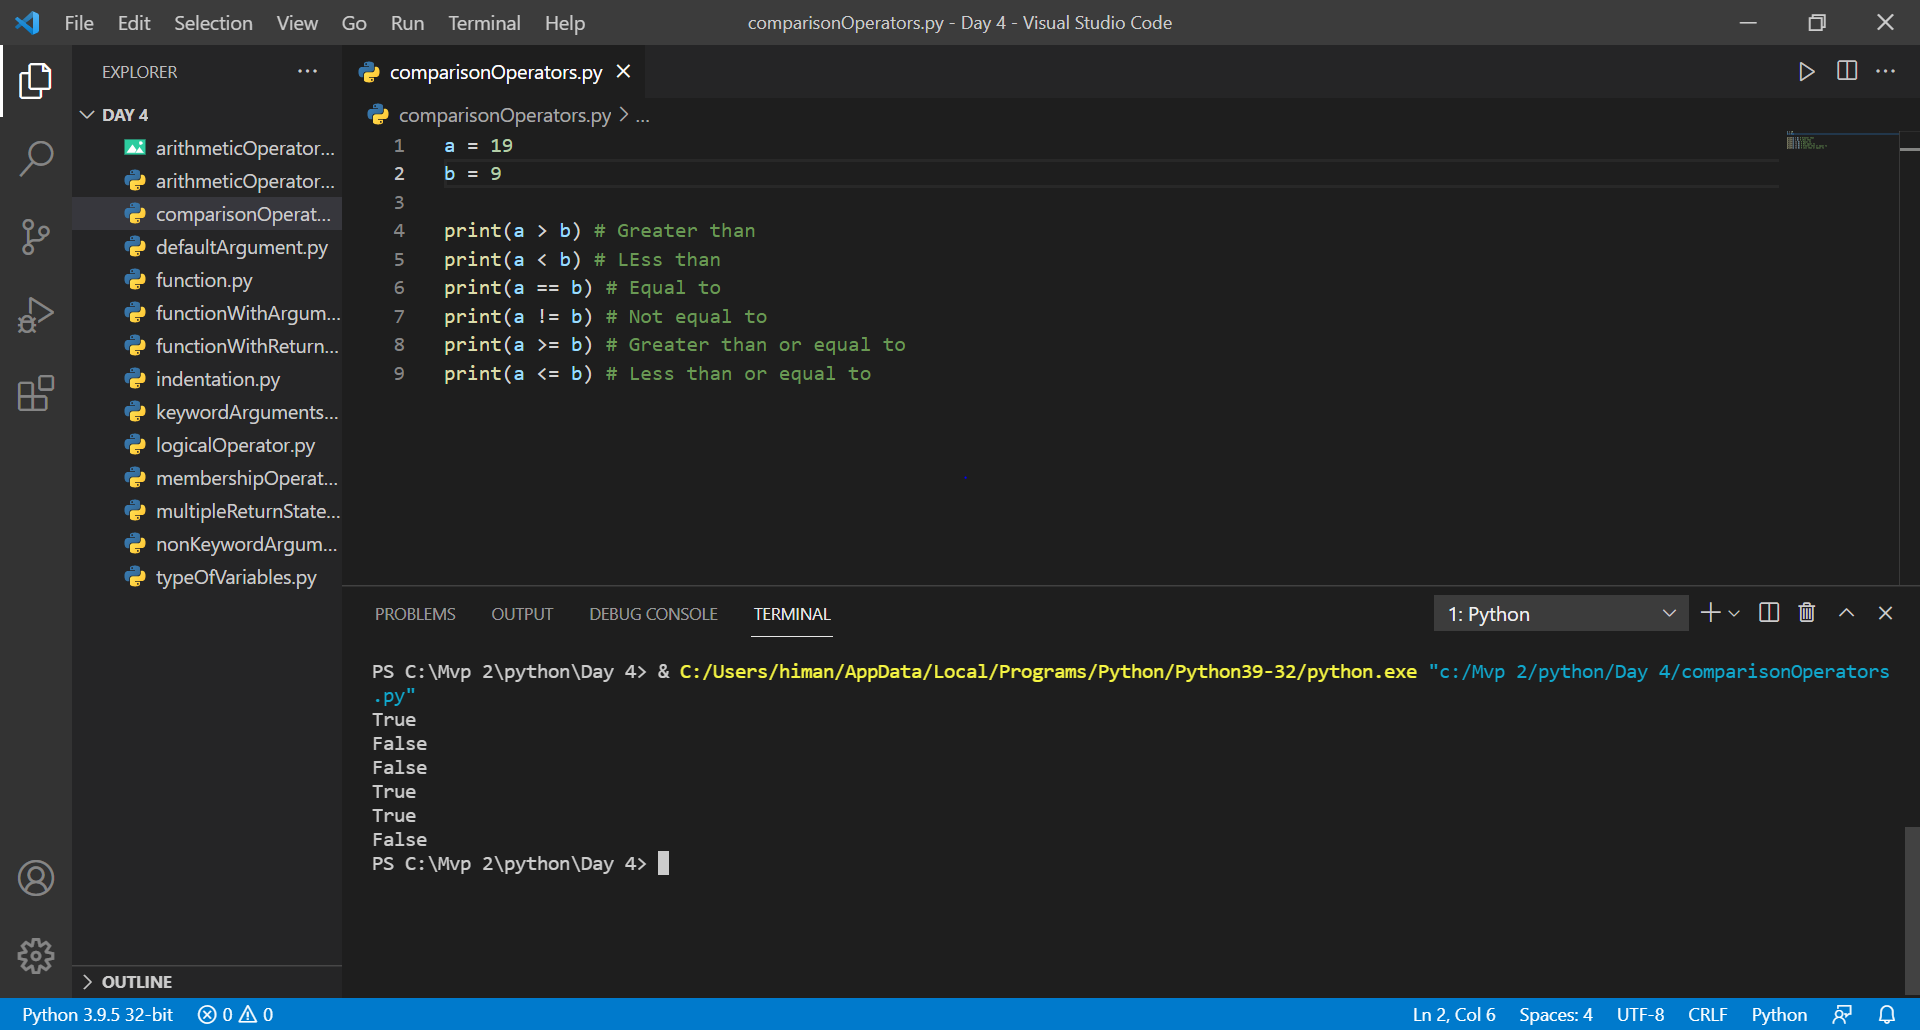 File Edit Selection View Go Run Terminal Help comparisonOperators.py - Day 4 - Visual Studio Code
EXPLORER ...
DAY 4
arithmeticOperator...
arithmeticOperator...
comparisonOperat...
defaultArgument.py
function.py
functionWithArgum...
functionWithReturn...
indentation.py
keywordArguments...
logicalOperator.py
membershipOperat...
multipleReturnState...
nonKeywordArgum...
typeOfVariables.py
OUTLINE
comparisonOperators.py
comparisonOperators.py > ...
1 a = 19
2 b = 9
3
4 print(a > b) # Greater than
5 print(a < b) # LEss than
6 print(a == b) # Equal to
7 print(a != b) # Not equal to
8 print(a >= b) # Greater than or equal to
9 print(a <= b) # Less than or equal to
PROBLEMS OUTPUT DEBUG CONSOLE TERMINAL 1: Python
PS C:\Mvp 2\python\Day 4> & C:/Users/himan/AppData/Local/Programs/Python/Python39-32/python.exe "c:/Mvp 2/python/Day 4/comparisonOperators
.py"
True
False
False
True
True
False
PS C:\Mvp 2\python\Day 4>
Python 3.9.5 32-bit 0 0 Ln 2, Col 6 Spaces: 4 UTF-8 CRLF Python